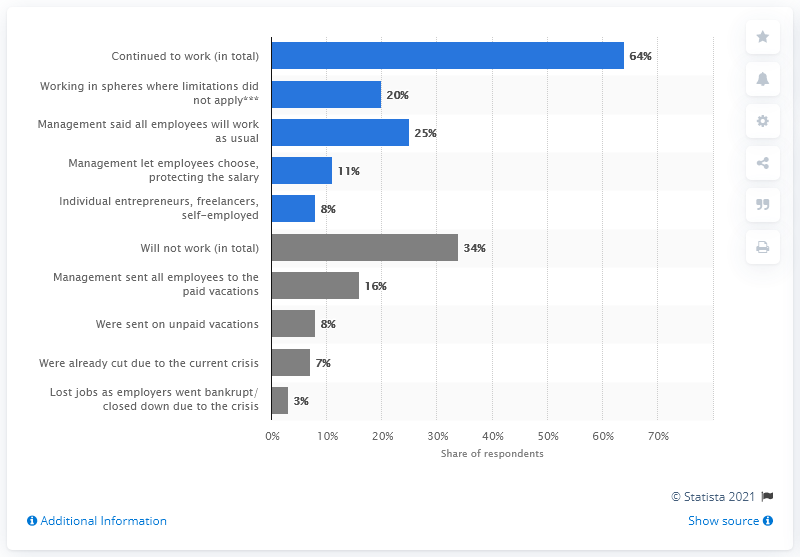 Continued to work (in total)
64%
Working in spheres where limitations did
not apply***
20%
Management said all employees will work
as usual
25%
Management let employees choose,
protecting the salary
11%
Individual entrepreneurs, freelancers,
self-employed
8%
Will not work (in total)
34%
Management sent all employees to the
paid vacations
16%
Were sent on unpaid vacations
8%
Were already cut due to the current crisis
7%
Lost jobs as employers went bankrupt/
closed down due to the crisis
3%
0% 10% 20% 30% 40% 50% 60% 70%
Share of respondents
© Statista 2021
Additional Information
Show source